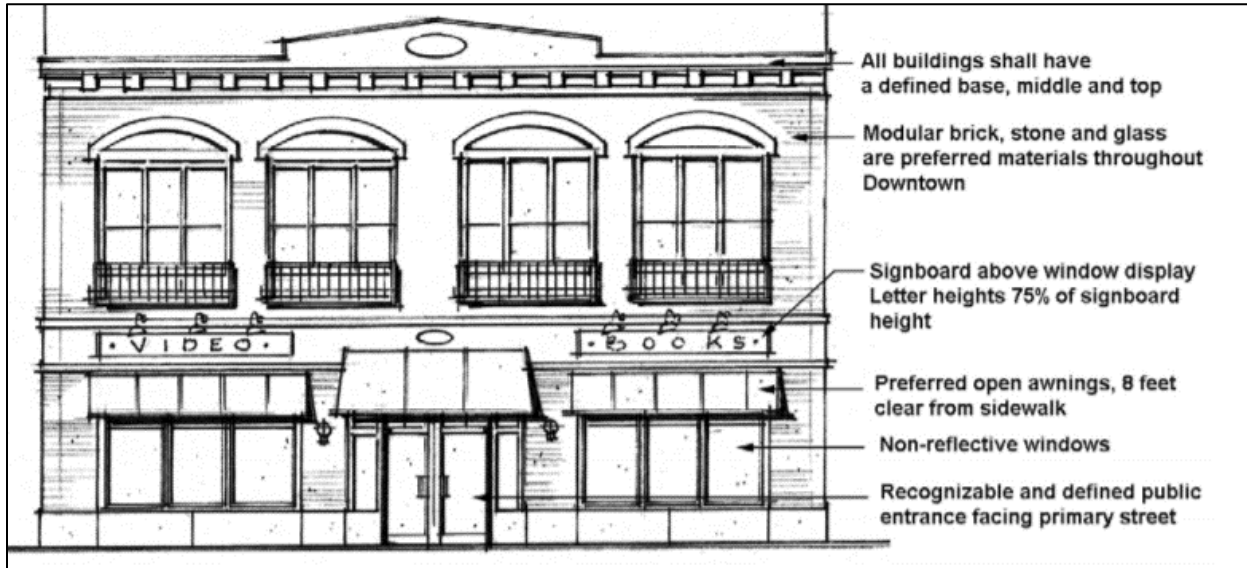 All buildings shall have
a defined base, middle and top
Modular brick, stone and glass
are preferred materials throughout
Downtown
Signboard above window display
Letter heights 75% of signboard
height
· VIDEO ·
· BOOKS ·
Preferred open awnings, 8 feet
clear from sidewalk
Non-reflective windows
Recognizable and defined public
entrance facing primary street